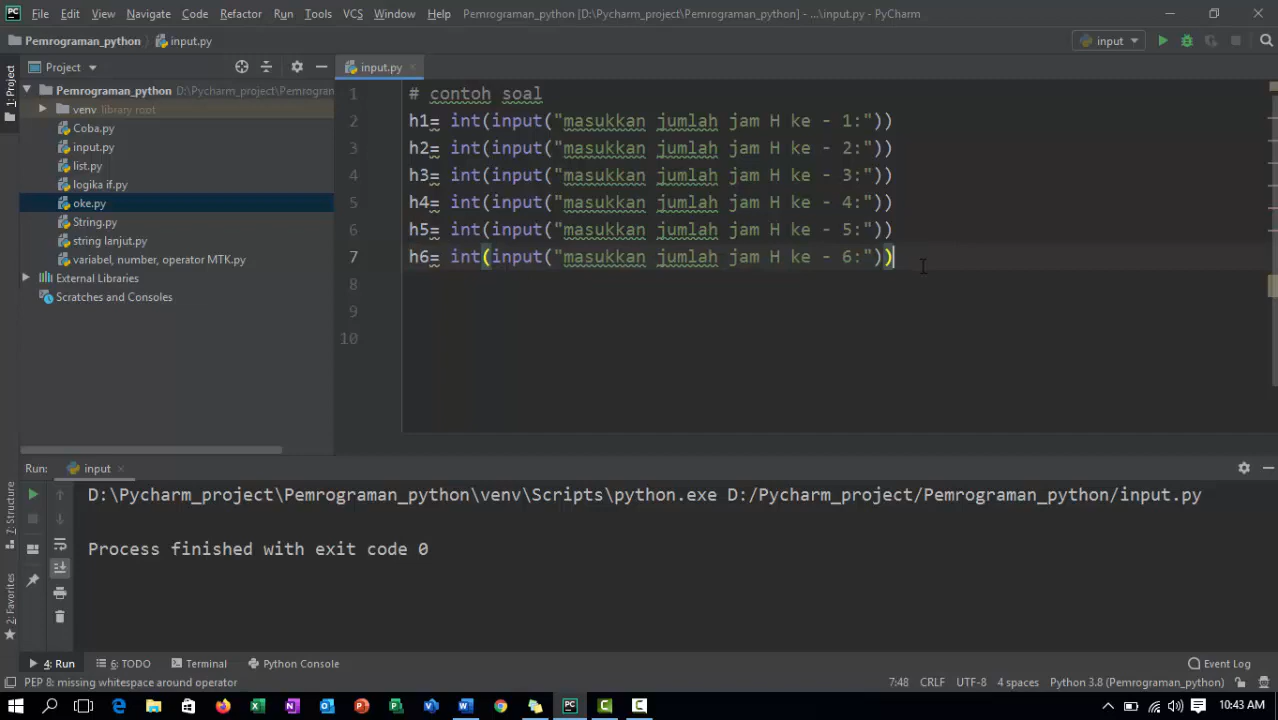 File Edit View Navigate Code Refactor Run Tools VCS Window Help Pemrograman_python [D:\Pycharm_project\Pemrograman_python] - ...\input.py - PyCharm
Pemrograman_python input.py input
1: Project
Project
input.py
Pemrograman_python D:\Pycharm_project\Pemrogram
venv library root
Coba.py
input.py
list.py
logika if.py
oke.py
String.py
string lanjut.py
variabel, number, operator MTK.py
External Libraries
Scratches and Consoles
1 # contoh soal
2 h1= int(input("masukkan jumlah jam H ke - 1:"))
3 h2= int(input("masukkan jumlah jam H ke - 2:"))
4 h3= int(input("masukkan jumlah jam H ke - 3:"))
5 h4= int(input("masukkan jumlah jam H ke - 4:"))
6 h5= int(input("masukkan jumlah jam H ke - 5:"))
7 h6= int(input("masukkan jumlah jam H ke - 6:"))
8
9
10
Run: input
D:\Pycharm_project\Pemrograman_python\venv\Scripts\python.exe D:/Pycharm_project/Pemrograman_python/input.py
Process finished with exit code 0
7: Structure
2: Favorites
4: Run 6: TODO Terminal Python Console Event Log
PEP 8: missing whitespace around operator 7:48 CRLF UTF-8 4 spaces Python 3.8 (Pemrograman_python)
10:43 AM